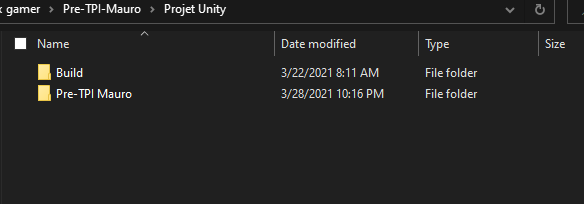 x gamer > Pre-TPI-Mauro > Projet Unity
Name Date modified Type Size
Build 3/22/2021 8:11 AM File folder
Pre-TPI Mauro 3/28/2021 10:16 PM File folder